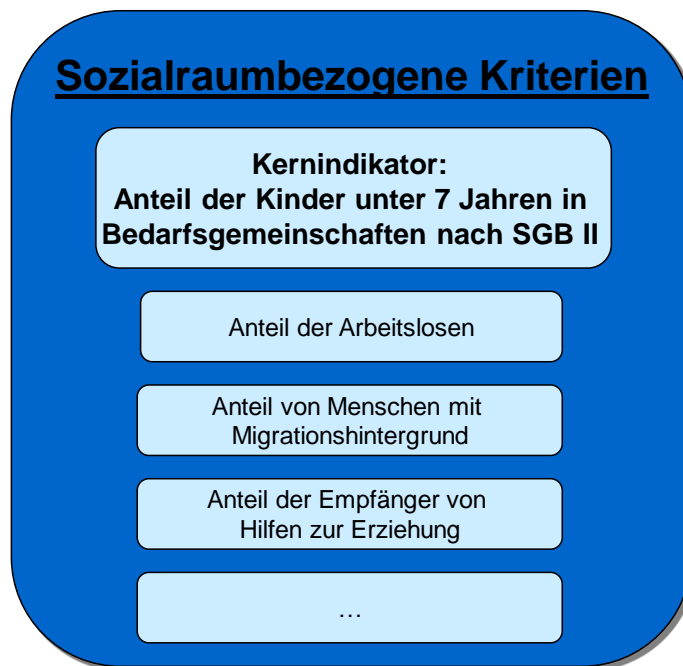 Sozialraumbezogene Kriterien
Kernindikator:
Anteil der Kinder unter 7 Jahren in
Bedarfsgemeinschaften nach SGB II
Anteil der Arbeitslosen
Anteil von Menschen mit
Migrationshintergrund
Anteil der Empfänger von
Hilfen zur Erziehung
…